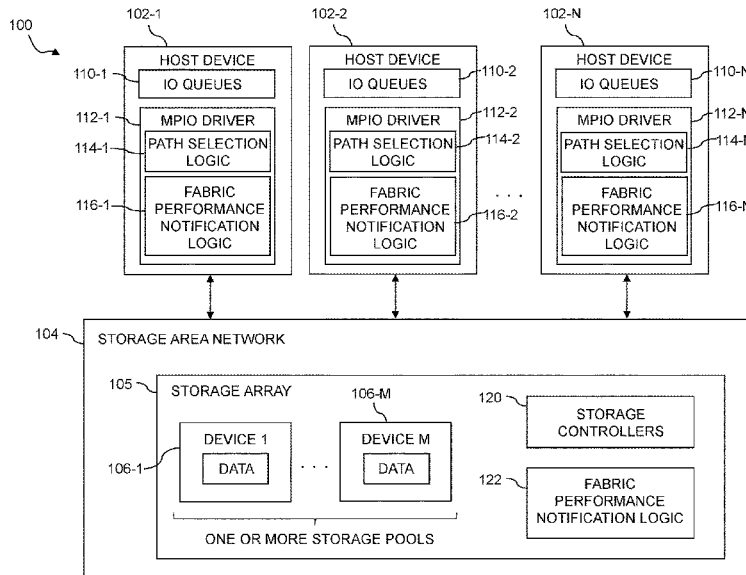 100
102-1
102-2
102-N
HOST DEVICE
HOST DEVICE
HOST DEVICE
110-1
IO QUEUES
IO QUEUES
110-2
IO QUEUES
110-N
112-1
MPIO DRIVER
MPIO DRIVER
112-2
MPIO DRIVER
112-N
114-1
PATH SELECTION
LOGIC
PATH SELECTION
LOGIC
114-2
PATH SELECTION
LOGIC
114-N
116-1
FABRIC
PERFORMANCE
NOTIFICATION
LOGIC
FABRIC
PERFORMANCE
NOTIFICATION
LOGIC
116-2
. . .
FABRIC
PERFORMANCE
NOTIFICATION
LOGIC
116-N
104
STORAGE AREA NETWORK
105
STORAGE ARRAY
106-M
106-1
DEVICE 1
DATA
. . .
DEVICE M
DATA
ONE OR MORE STORAGE POOLS
120
STORAGE
CONTROLLERS
122
FABRIC
PERFORMANCE
NOTIFICATION LOGIC